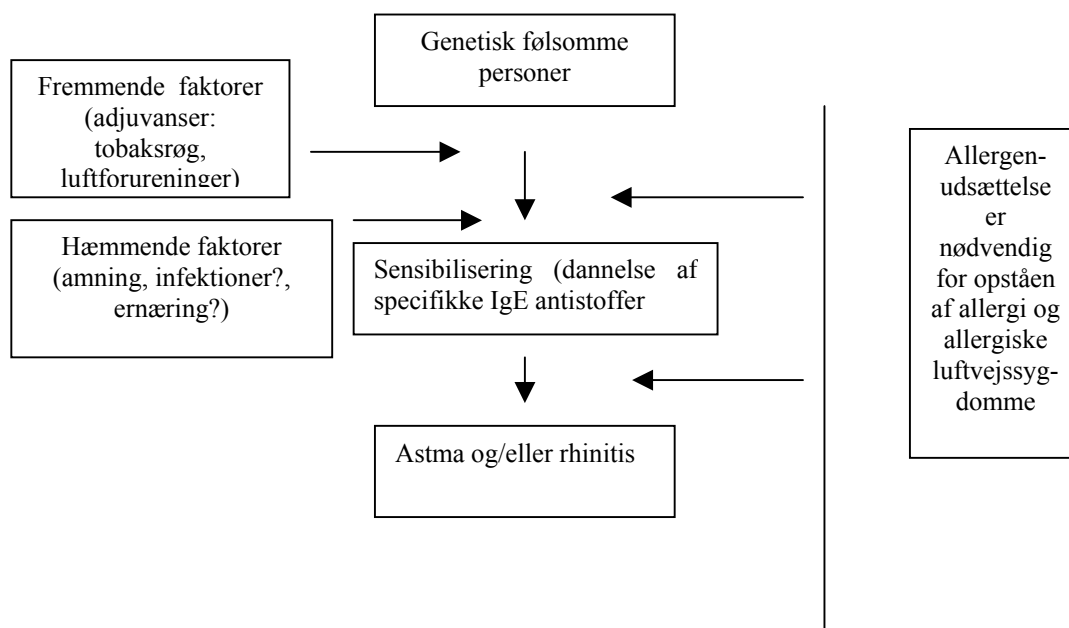 Genetisk følsomme
personer
Fremmende faktorer
(adjuvanser:
tobaksrøg,
luftforureninger)
Hæmmende faktorer
(amning, infektioner?,
ernæring?)
Sensibilisering (dannelse af
specifikke IgE antistoffer
Astma og/eller rhinitis
Allergen-
udsættelse
er
nødvendig
for opståen
af allergi og
allergiske
luftvejssyg-
domme